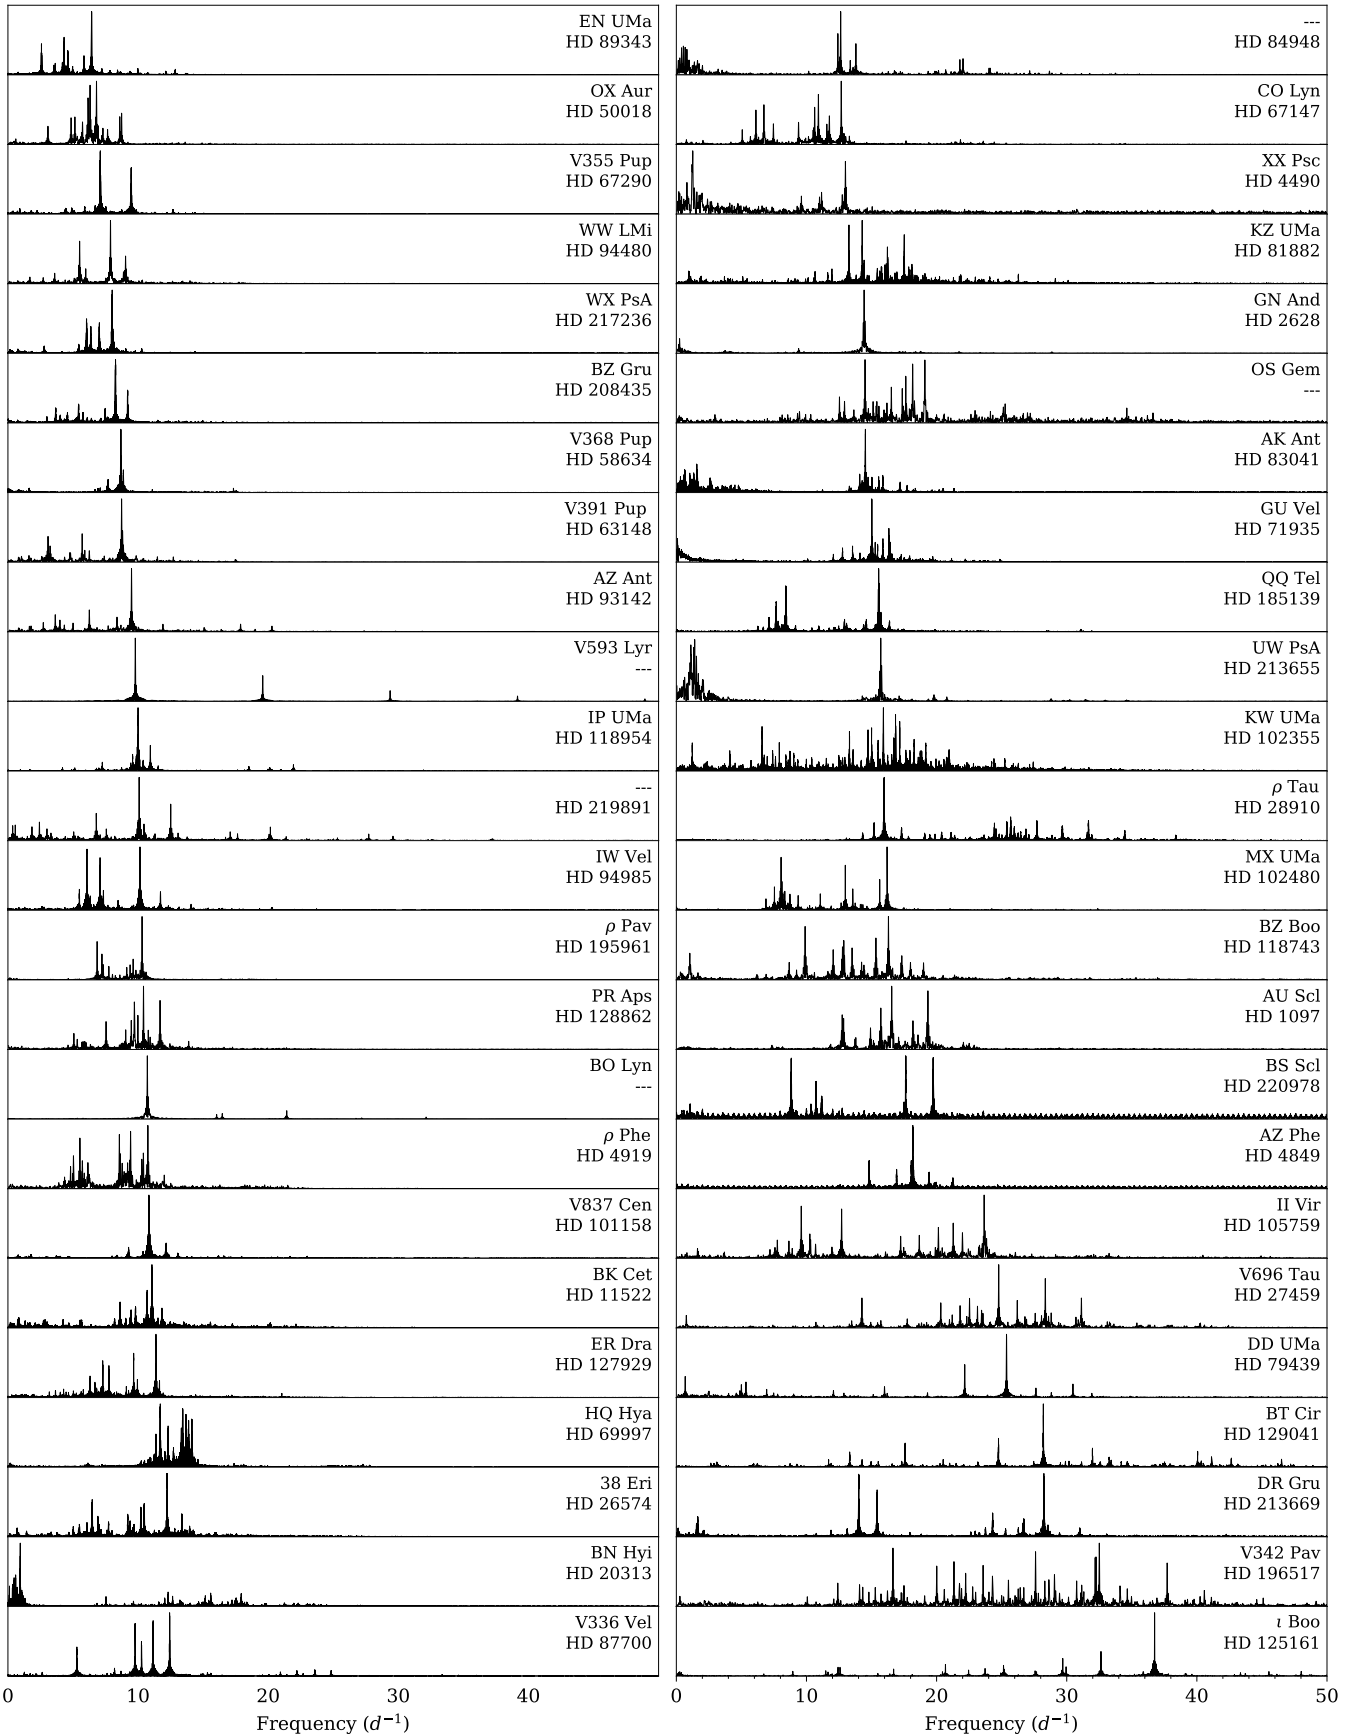 EN UMa
HD 89343
OX Aur
HD 50018
V355 Pup
HD 67290
WW LMi
HD 94480
WX PsA
HD 217236
BZ Gru
HD 208435
V368 Pup
HD 58634
V391 Pup
HD 63148
AZ Ant
HD 93142
V593 Lyr
---
IP UMa
HD 118954
---
HD 219891
IW Vel
HD 94985
ρ Pav
HD 195961
PR Aps
HD 128862
BO Lyn
---
ρ Phe
HD 4919
V837 Cen
HD 101158
BK Cet
HD 11522
ER Dra
HD 127929
HQ Hya
HD 69997
38 Eri
HD 26574
BN Hyi
HD 20313
V336 Vel
HD 87700
0 10 20 30 40
Frequency (d⁻¹)
---
HD 84948
CO Lyn
HD 67147
XX Psc
HD 4490
KZ UMa
HD 81882
GN And
HD 2628
OS Gem
---
AK Ant
HD 83041
GU Vel
HD 71935
QQ Tel
HD 185139
UW PsA
HD 213655
KW UMa
HD 102355
ρ Tau
HD 28910
MX UMa
HD 102480
BZ Boo
HD 118743
AU Scl
HD 1097
BS Scl
HD 220978
AZ Phe
HD 4849
II Vir
HD 105759
V696 Tau
HD 27459
DD UMa
HD 79439
BT Cir
HD 129041
DR Gru
HD 213669
V342 Pav
HD 196517
ι Boo
HD 125161
0 10 20 30 40 50
Frequency (d⁻¹)